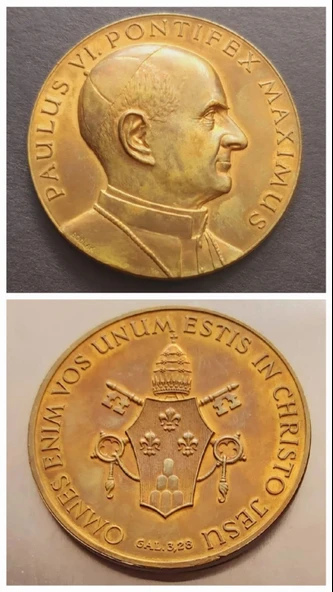 PAULUS VI. PONTIFEX MAXIMUS
OMNES ENIM VOS UNUM ESTIS IN CHRISTO JESU
GAL. 3,28